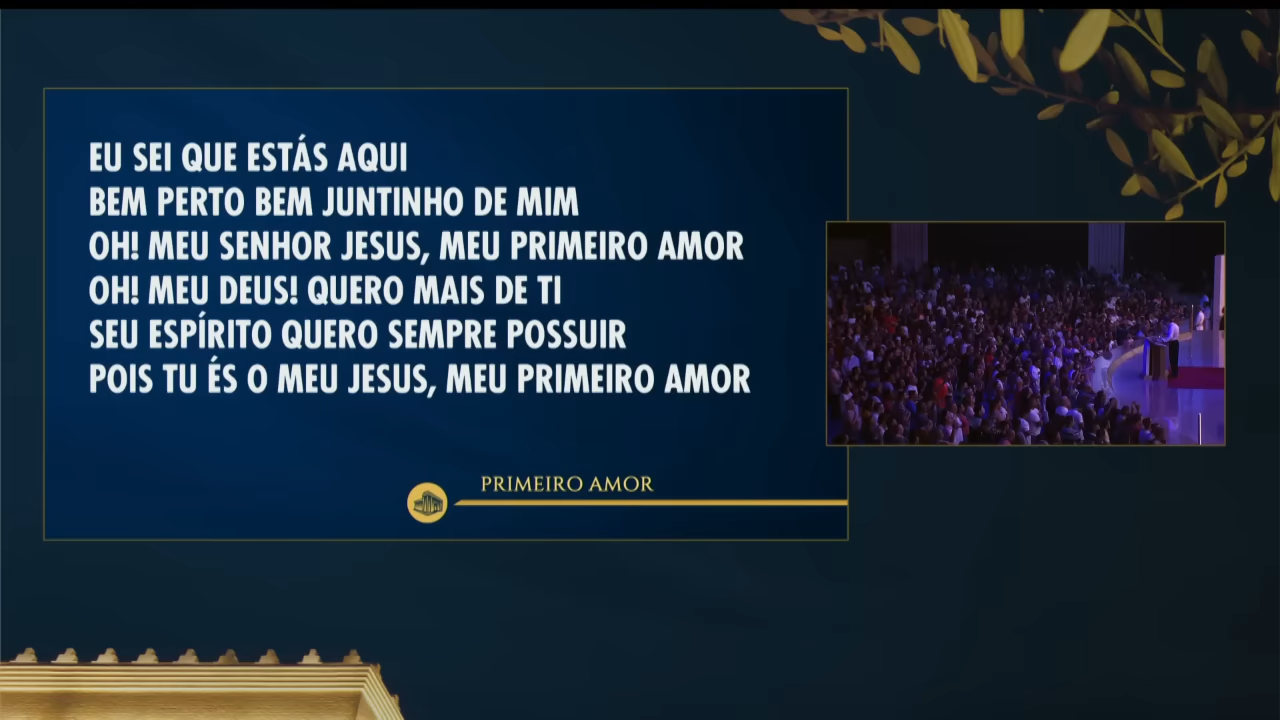 EU SEI QUE ESTÁS AQUI
BEM PERTO BEM JUNTINHO DE MIM
OH! MEU SENHOR JESUS, MEU PRIMEIRO AMOR
OH! MEU DEUS! QUERO MAIS DE TI
SEU ESPÍRITO QUERO SEMPRE POSSUIR
POIS TU ÉS O MEU JESUS, MEU PRIMEIRO AMOR
PRIMEIRO AMOR